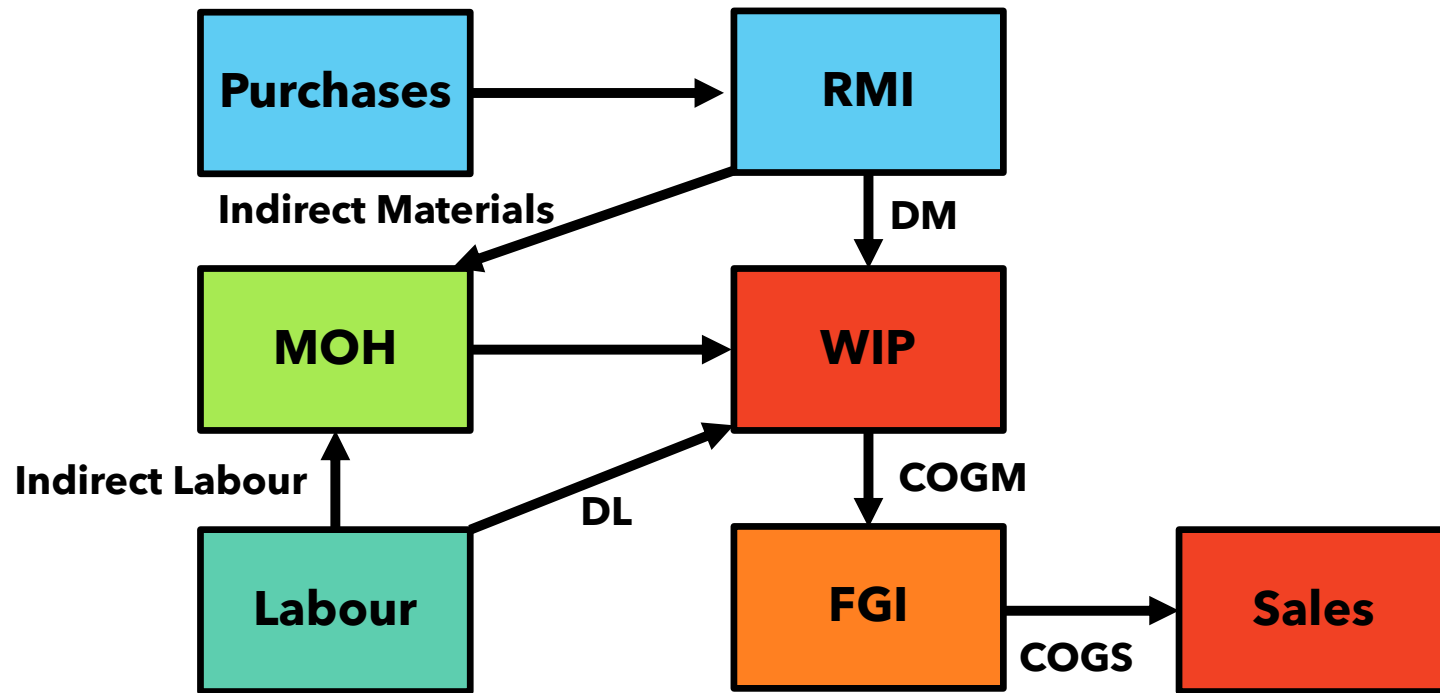 Purchases
RMI
Indirect Materials
DM
MOH
WIP
Indirect Labour
DL
COGM
Labour
FGI
COGS
Sales